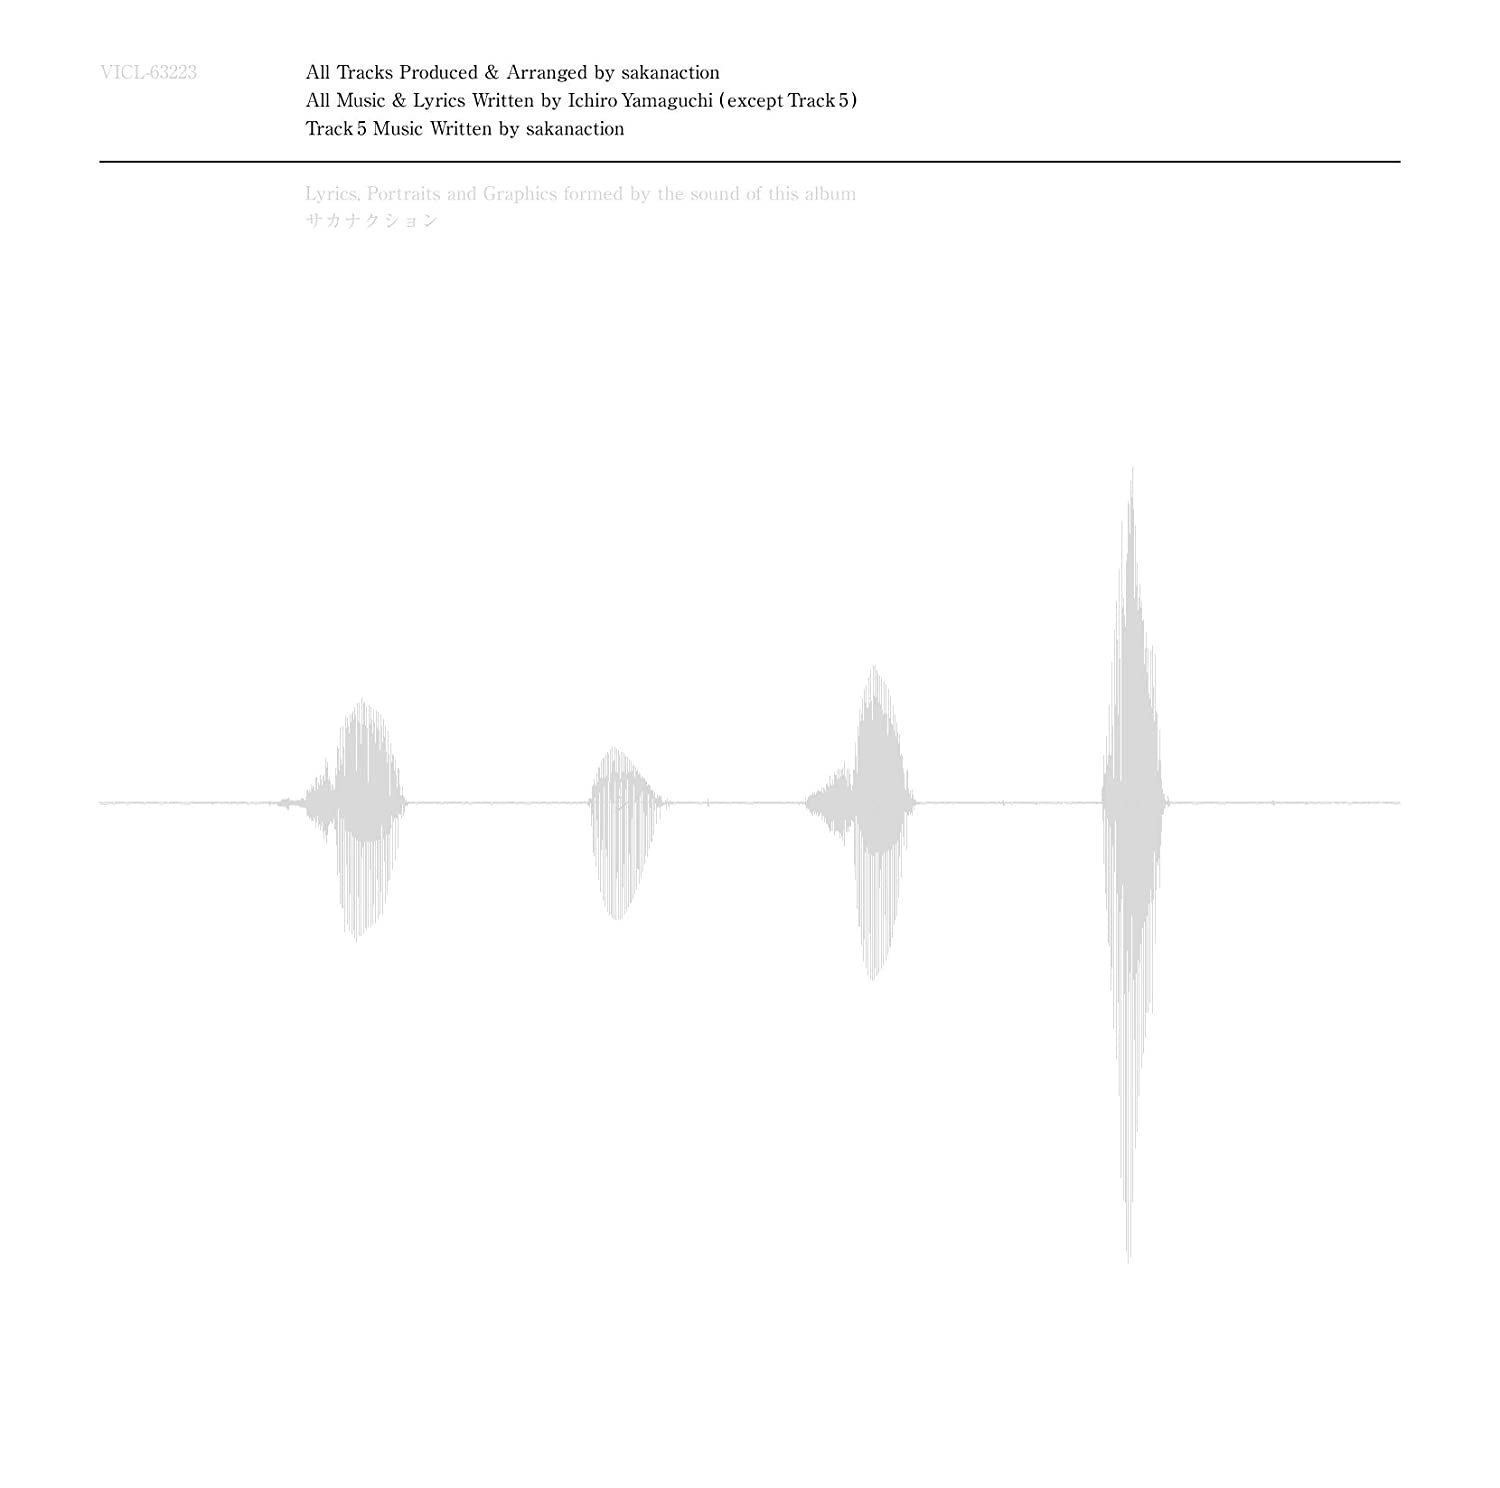 VICL-63223
All Tracks Produced & Arranged by sakanaction
All Music & Lyrics Written by Ichiro Yamaguchi (except Track 5)
Track 5 Music Written by sakanaction
Lyrics, Portraits and Graphics formed by the sound of this album
サカナクション